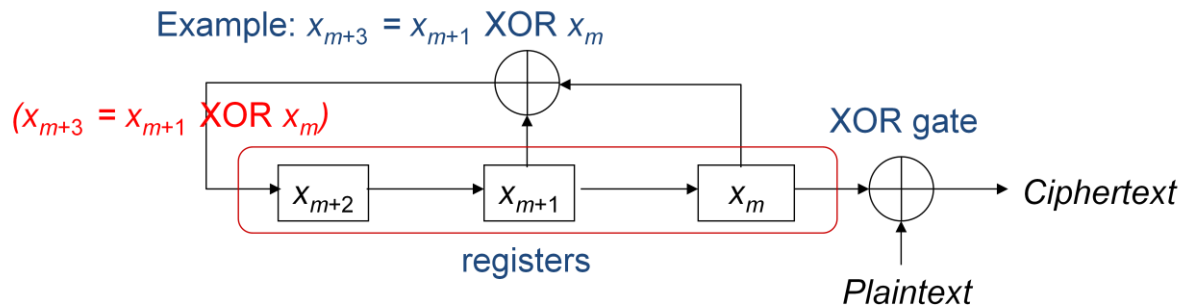 Example: xₘ₊₃ = xₘ₊₁ XOR xₘ
(xₘ₊₃ = xₘ₊₁ XOR xₘ)
XOR gate
xₘ₊₂
xₘ₊₁
xₘ
Ciphertext
registers
Plaintext